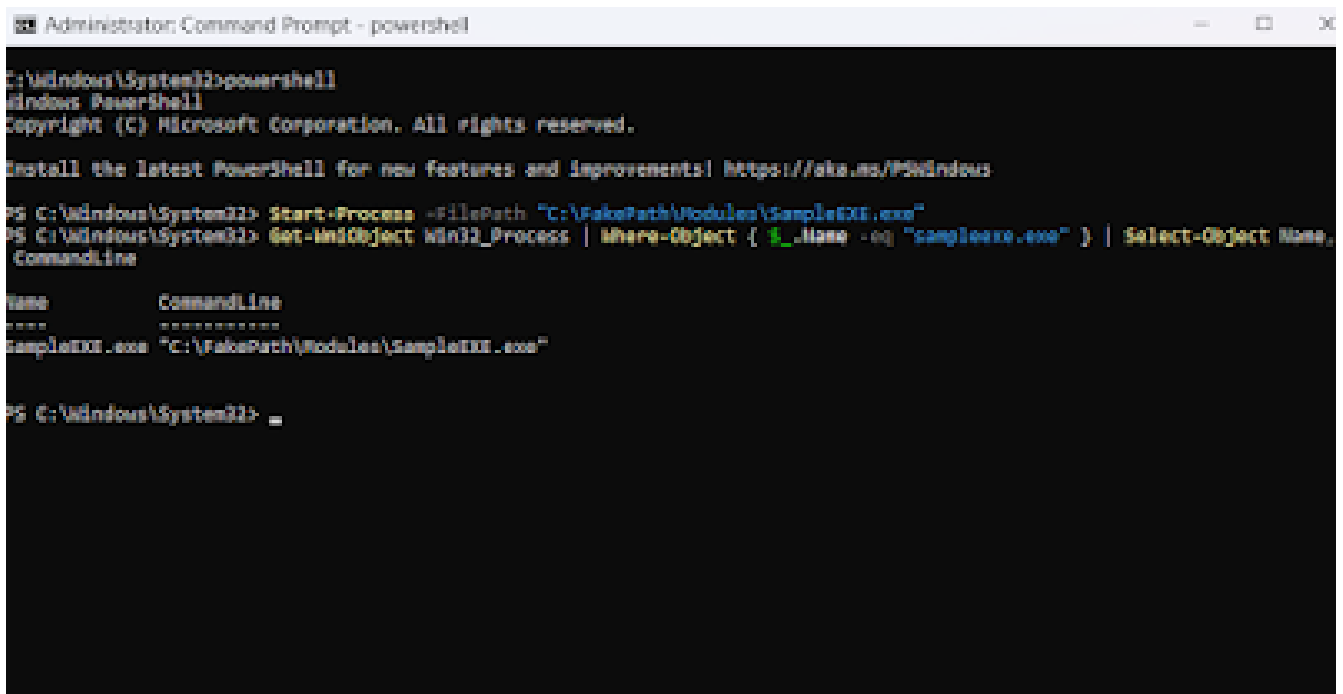 Administrator: Command Prompt - powershell
C:\Windows\System32>powershell
Windows PowerShell
Copyright (C) Microsoft Corporation. All rights reserved.
Install the latest PowerShell for new features and improvements! https://aka.ms/PSWindows
PS C:\Windows\System32> Start-Process -FilePath "C:\FakePath\Modules\SampleEXE.exe"
PS C:\Windows\System32> Get-WmiObject Win32_Process | Where-Object { $_.Name -eq "sampleexe.exe" } | Select-Object Name,
CommandLine
Name CommandLine
---- -----------
SampleEXE.exe "C:\FakePath\Modules\SampleEXE.exe"
PS C:\Windows\System32>